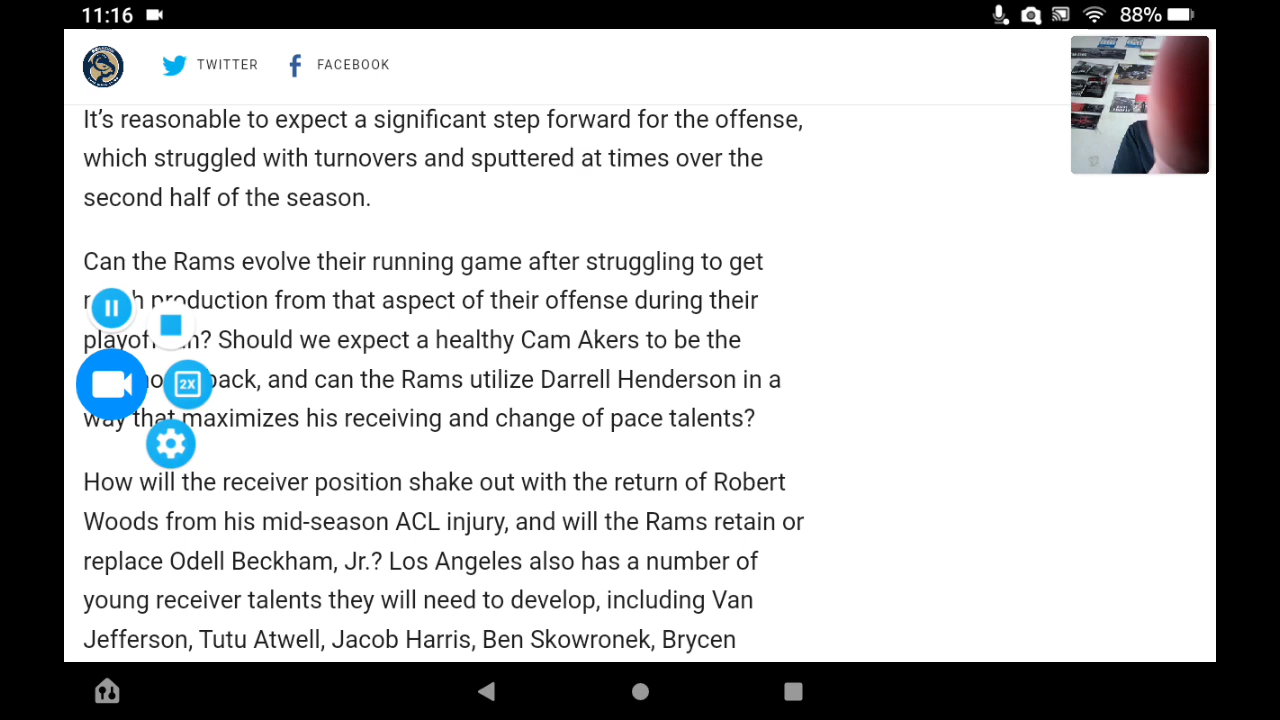 11:16
88%
TWITTER
FACEBOOK
It’s reasonable to expect a significant step forward for the offense,
which struggled with turnovers and sputtered at times over the
second half of the season.
Can the Rams evolve their running game after struggling to get
production from that aspect of their offense during their
? Should we expect a healthy Cam Akers to be the
back, and can the Rams utilize Darrell Henderson in a
way that maximizes his receiving and change of pace talents?
2X
How will the receiver position shake out with the return of Robert
Woods from his mid-season ACL injury, and will the Rams retain or
replace Odell Beckham, Jr.? Los Angeles also has a number of
young receiver talents they will need to develop, including Van
Jefferson, Tutu Atwell, Jacob Harris, Ben Skowronek, Brycen